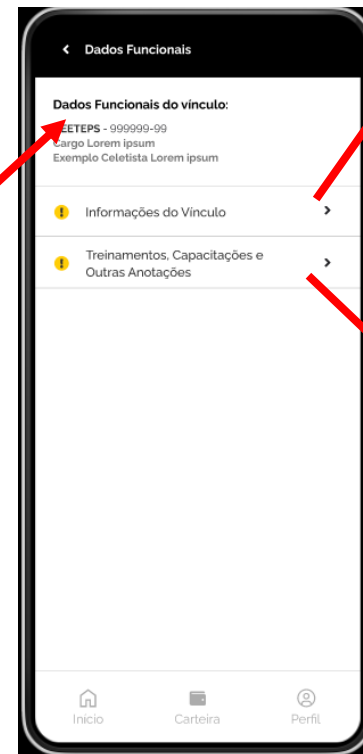 Dados Funcionais
Dados Funcionais do vínculo:
CEETEPS - 999999-99
Cargo Lorem ipsum
Exemplo Celetista Lorem ipsum
Informações do Vínculo
Treinamentos, Capacitações e
Outras Anotações
Início
Carteira
Perfil